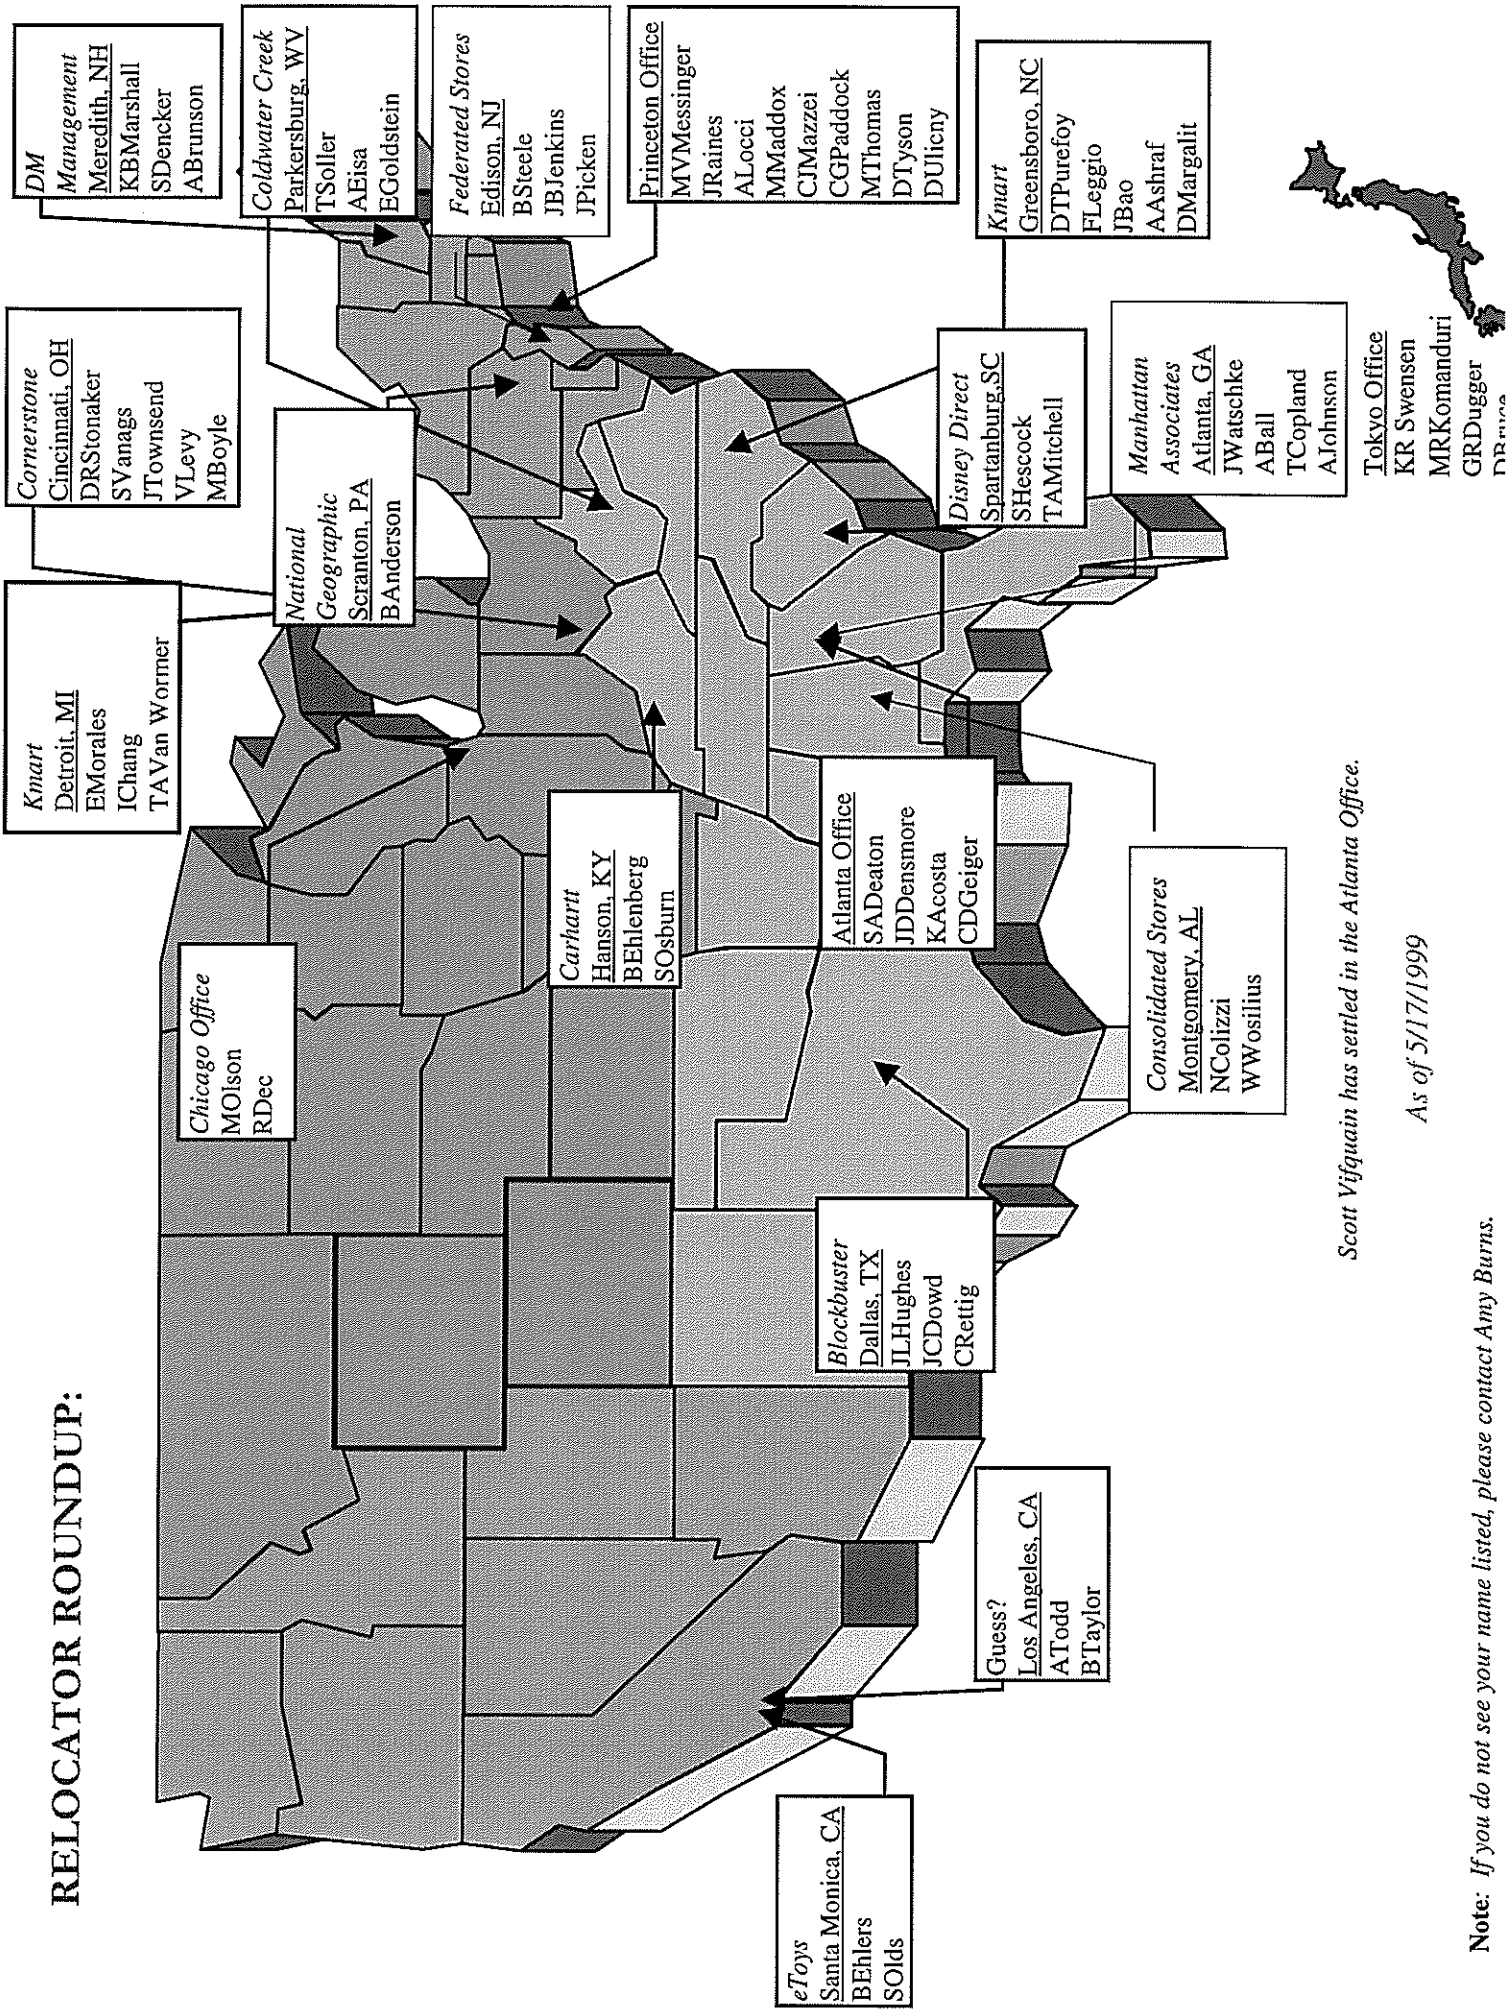 RELOCATOR ROUNDUP:
Kmart
Detroit, MI
EMorales
IChang
TAVan Worner
Cornerstone
Cincinnati, OH
DRStonaker
SVanags
JTownsend
VLevy
MBoyle
DM
Management
Meredith, NH
KBMarshall
SDencker
ABrunson
Coldwater Creek
Parkersburg, WV
TSoller
AEisa
EGoldstein
National
Geographic
Scranton, PA
BAnderson
Federated Stores
Edison, NJ
BSteele
JBJenkins
JPicken
Chicago Office
MOlson
RDec
Carhartt
Hanson, KY
BEhlenberg
SOsburn
Princeton Office
MVMessinger
JRaines
ALocci
MMaddox
CJMazzei
CGPaddock
MThomas
DTyson
DUlicny
eToys
Santa Monica, CA
BEhlers
SOlds
Blockbuster
Dallas, TX
JLHughes
JCDowd
CRettig
Atlanta Office
SADeaton
JDDensmore
KAcosta
CDGeiger
Disney Direct
Spartanburg,SC
SHescock
TAMitchell
Kmart
Greensboro, NC
DTPurefoy
FLeggio
JBao
AAshraf
DMargalit
Guess?
Los Angeles, CA
ATodd
BTaylor
Consolidated Stores
Montgomery, AL
NColizzi
WWosilius
Manhattan
Associates
Atlanta, GA
JWatschke
ABall
TCopland
AJohnson
Scott Vifquain has settled in the Atlanta Office.
As of 5/17/1999
Tokyo Office
KR Swensen
MRKomanduri
GRDugger
Note: If you do not see your name listed, please contact Amy Burns.